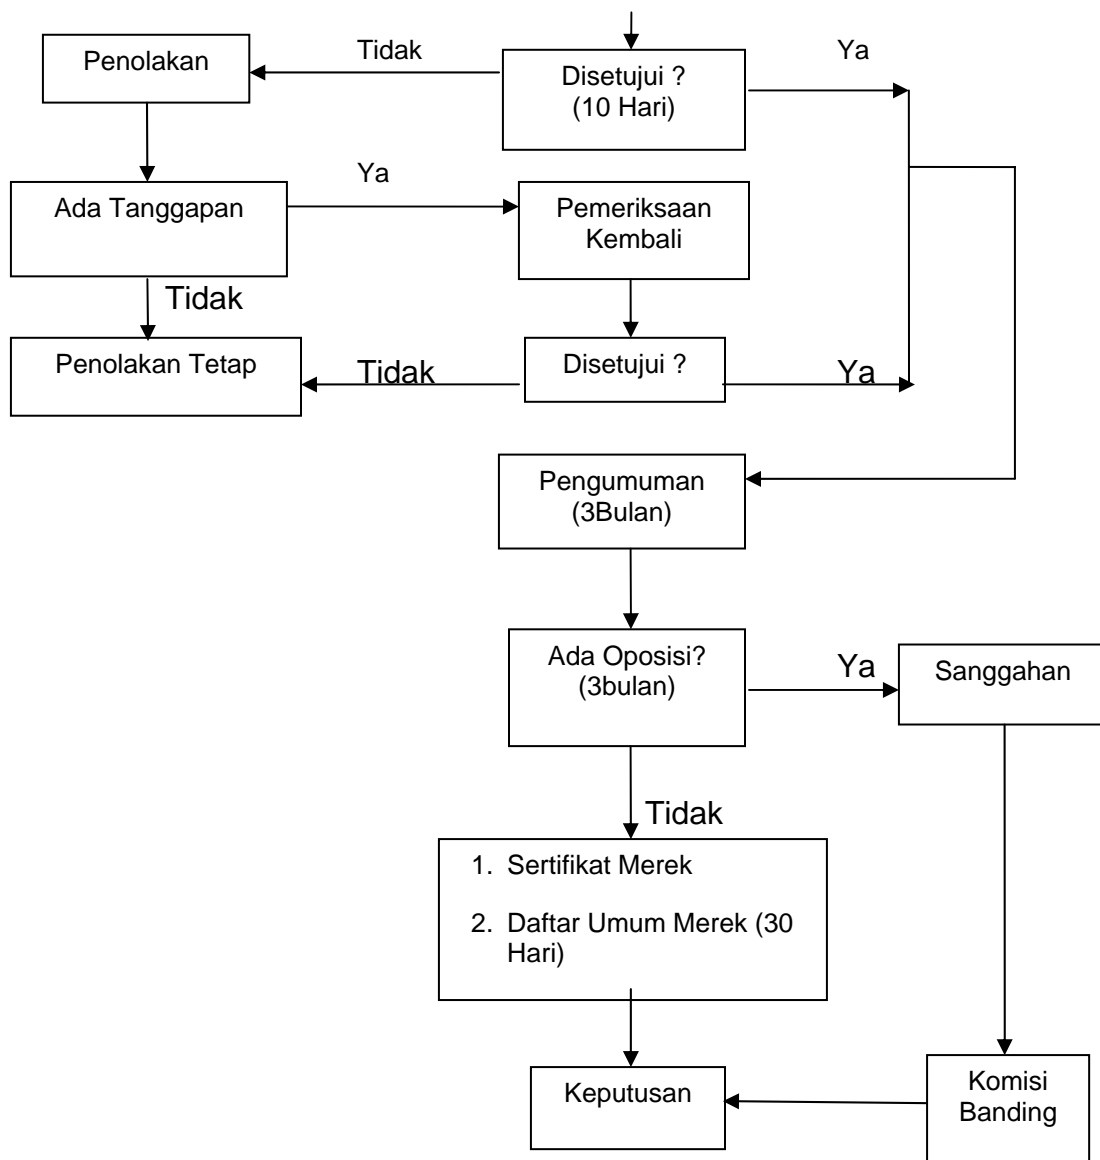 Penolakan
Tidak
Disetujui ?
(10 Hari)
Ya
Ada Tanggapan
Ya
Pemeriksaan
Kembali
Tidak
Penolakan Tetap
Tidak
Disetujui ?
Ya
Pengumuman
(3Bulan)
Ada Oposisi?
(3bulan)
Ya
Sanggahan
Tidak
1. Sertifikat Merek
2. Daftar Umum Merek (30
Hari)
Keputusan
Komisi
Banding